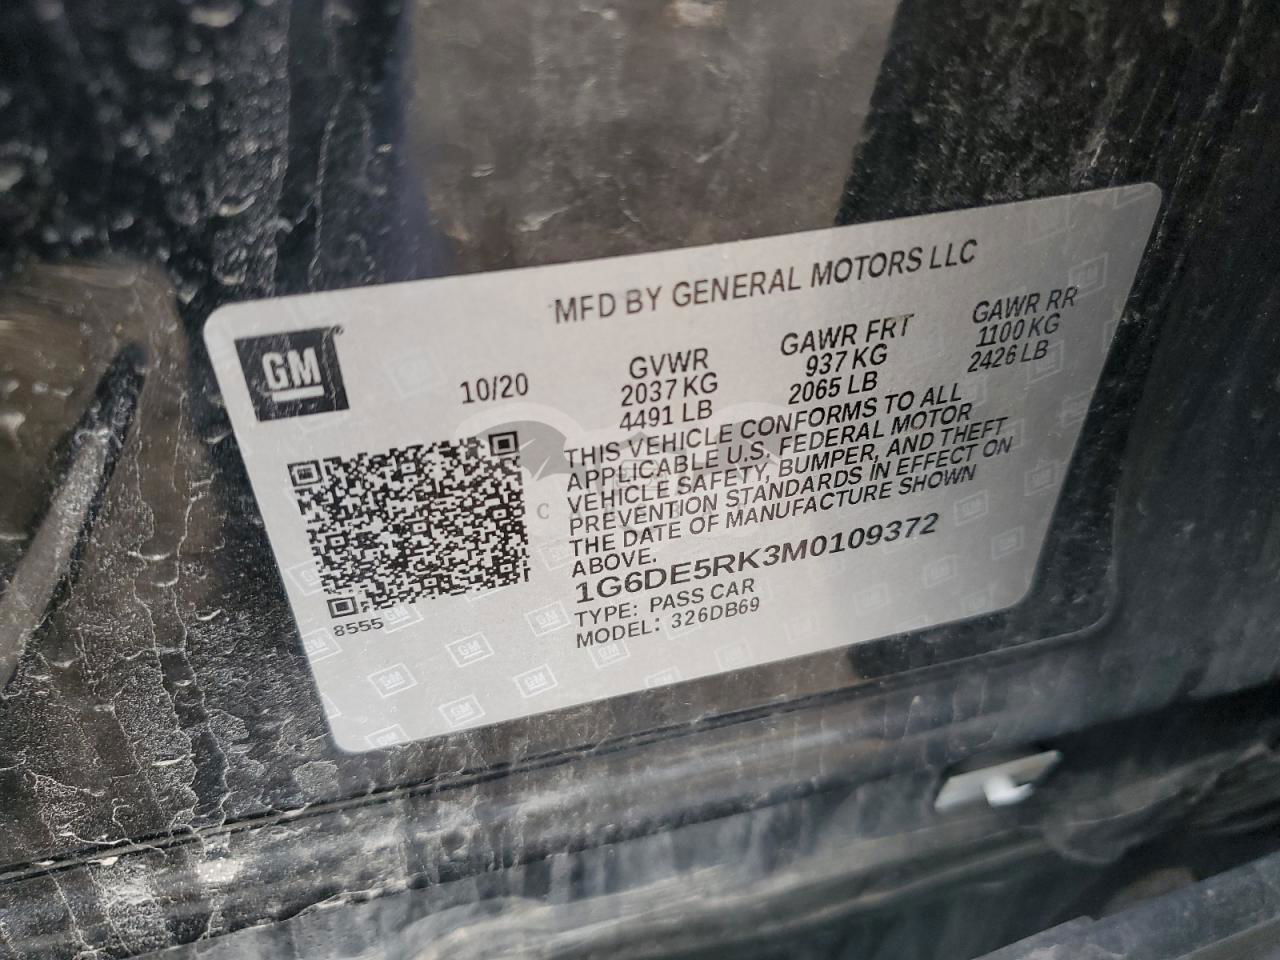 MFD BY GENERAL MOTORS LLC
GM
10/20
GVWR
2037 KG
4491 LB
GAWR FRT
937 KG
2065 LB
GAWR RR
1100 KG
2426 LB
THIS VEHICLE CONFORMS TO ALL
APPLICABLE U.S. FEDERAL MOTOR
VEHICLE SAFETY, BUMPER, AND THEFT
PREVENTION STANDARDS IN EFFECT ON
THE DATE OF MANUFACTURE SHOWN
ABOVE.
1G6DE5RK3M0109372
TYPE: PASS CAR
MODEL: 326DB69
8555